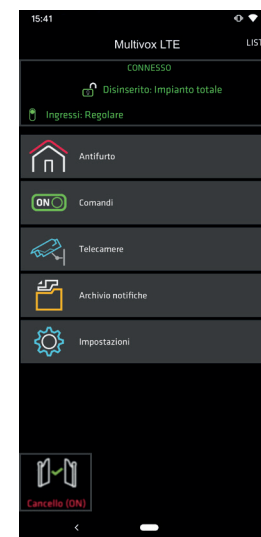 15:41
Multivox LTE LIST
CONNESSO
Disinserito: Impianto totale
Ingressi: Regolare
Antifurto
ON Comandi
Telecamere
Archivio notifiche
Impostazioni
Cancello (ON)